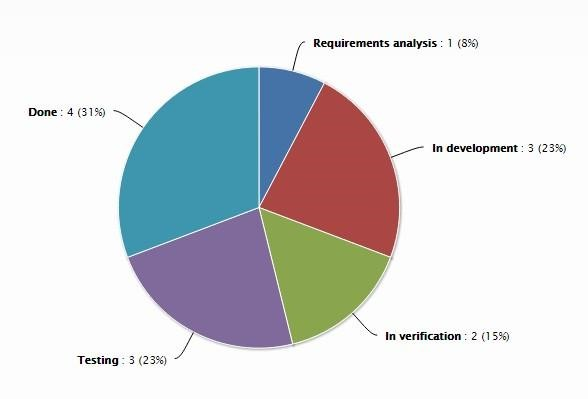 Requirements analysis : 1 (8%)
Done : 4 (31%)
In development : 3 (23%)
In verification : 2 (15%)
Testing : 3 (23%)